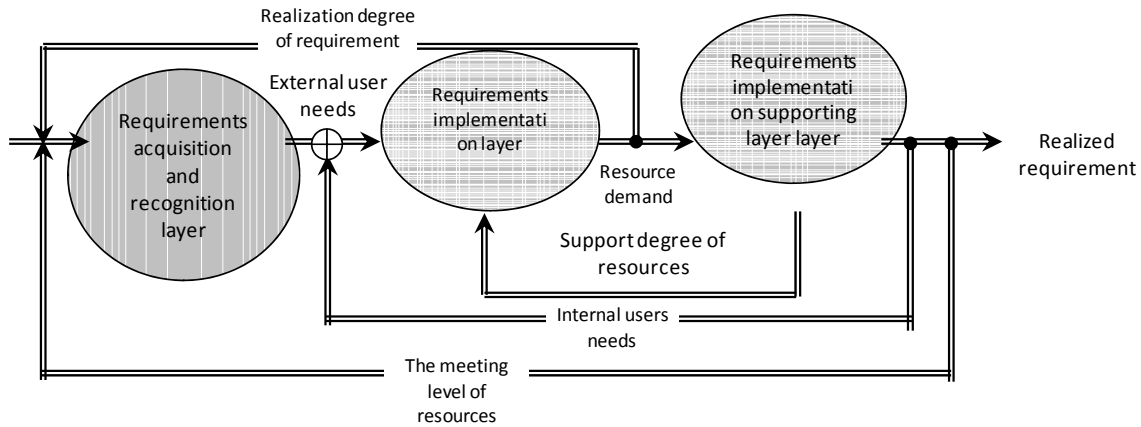 Realization degree
of requirement
External user
needs
Requirements
acquisition
and
recognition
layer
Requirements
implementati
on layer
Requirements
implementati
on supporting
layer layer
Resource
demand
Realized
requirement
Support degree of
resources
Internal users
needs
The meeting
level of
resources